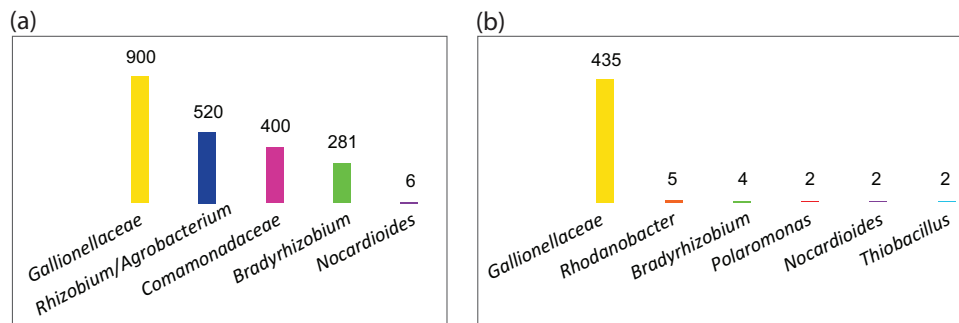 (a)
900
520
400
281
6
Gallionellaceae
Rhizobium/Agrobacterium
Comamonadaceae
Bradyrhizobium
Nocardioides
(b)
435
5
4
2
2
2
Gallionellaceae
Rhodanobacter
Bradyrhizobium
Polaromonas
Nocardioides
Thiobacillus